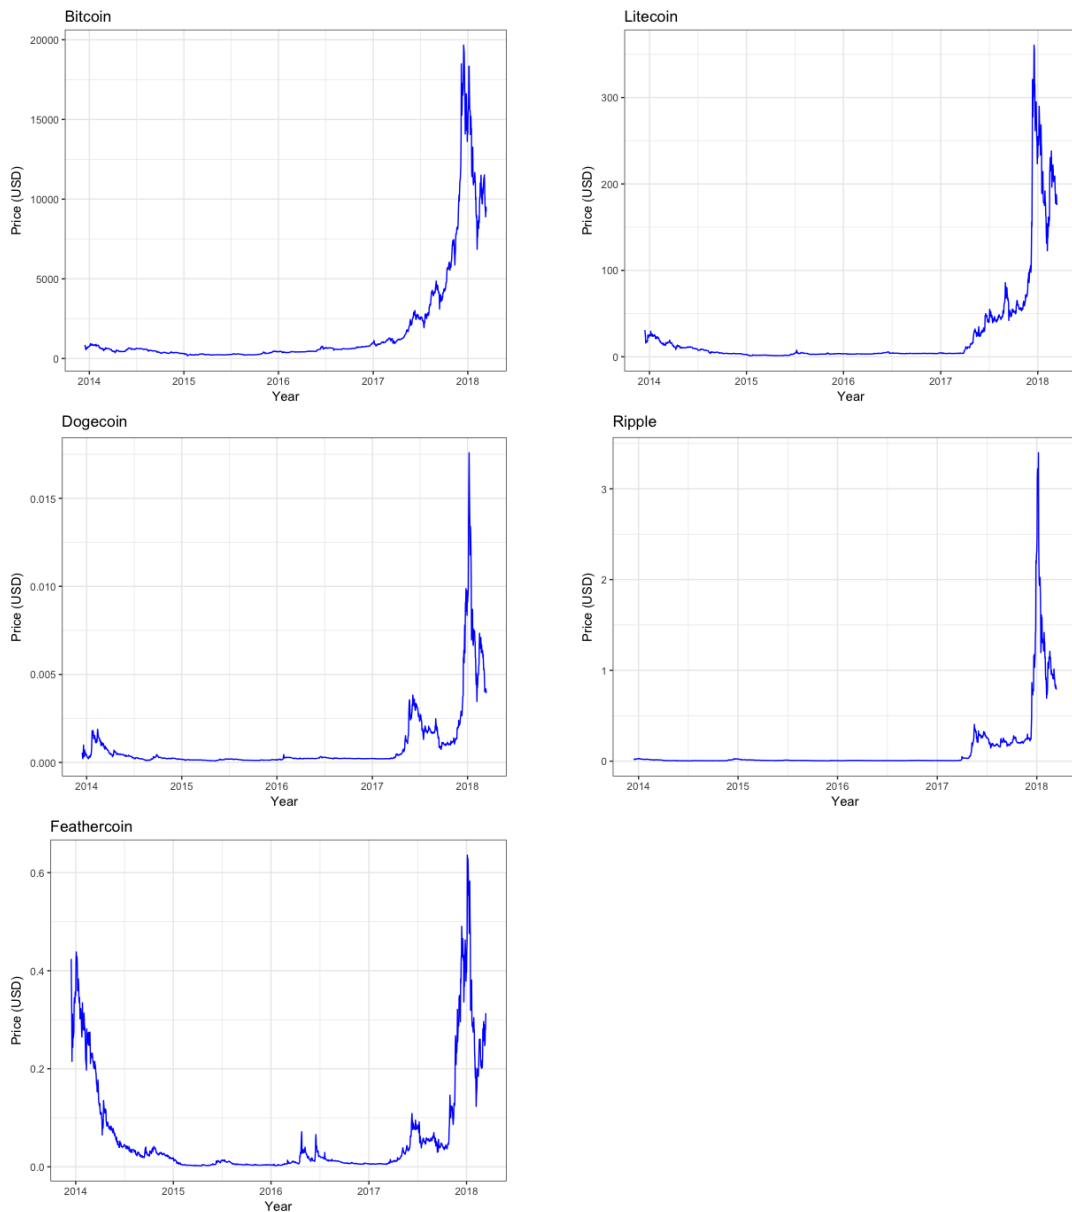 Bitcoin
Price (USD)
20000
15000
10000
5000
0
2014 2015 2016 2017 2018
Year
Litecoin
Price (USD)
300
200
100
0
2014 2015 2016 2017 2018
Year
Dogecoin
Price (USD)
0.015
0.010
0.005
0.000
2014 2015 2016 2017 2018
Year
Ripple
Price (USD)
3
2
1
0
2014 2015 2016 2017 2018
Year
Feathercoin
Price (USD)
0.6
0.4
0.2
0.0
2014 2015 2016 2017 2018
Year